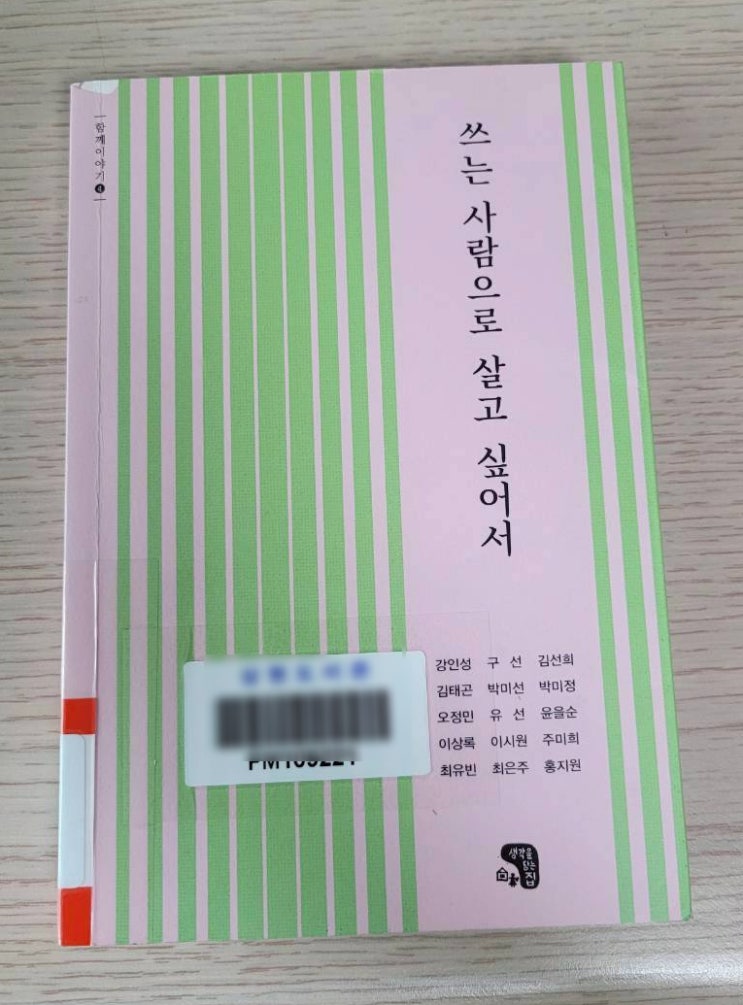 함께이야기 4
쓰는 사람으로 살고 싶어서
강인성 구 선 김선희
김태곤 박미선 박미정
오정민 유 선 윤을순
이상록 이시원 주미희
최유빈 최은주 홍지원
생각을
담는
집